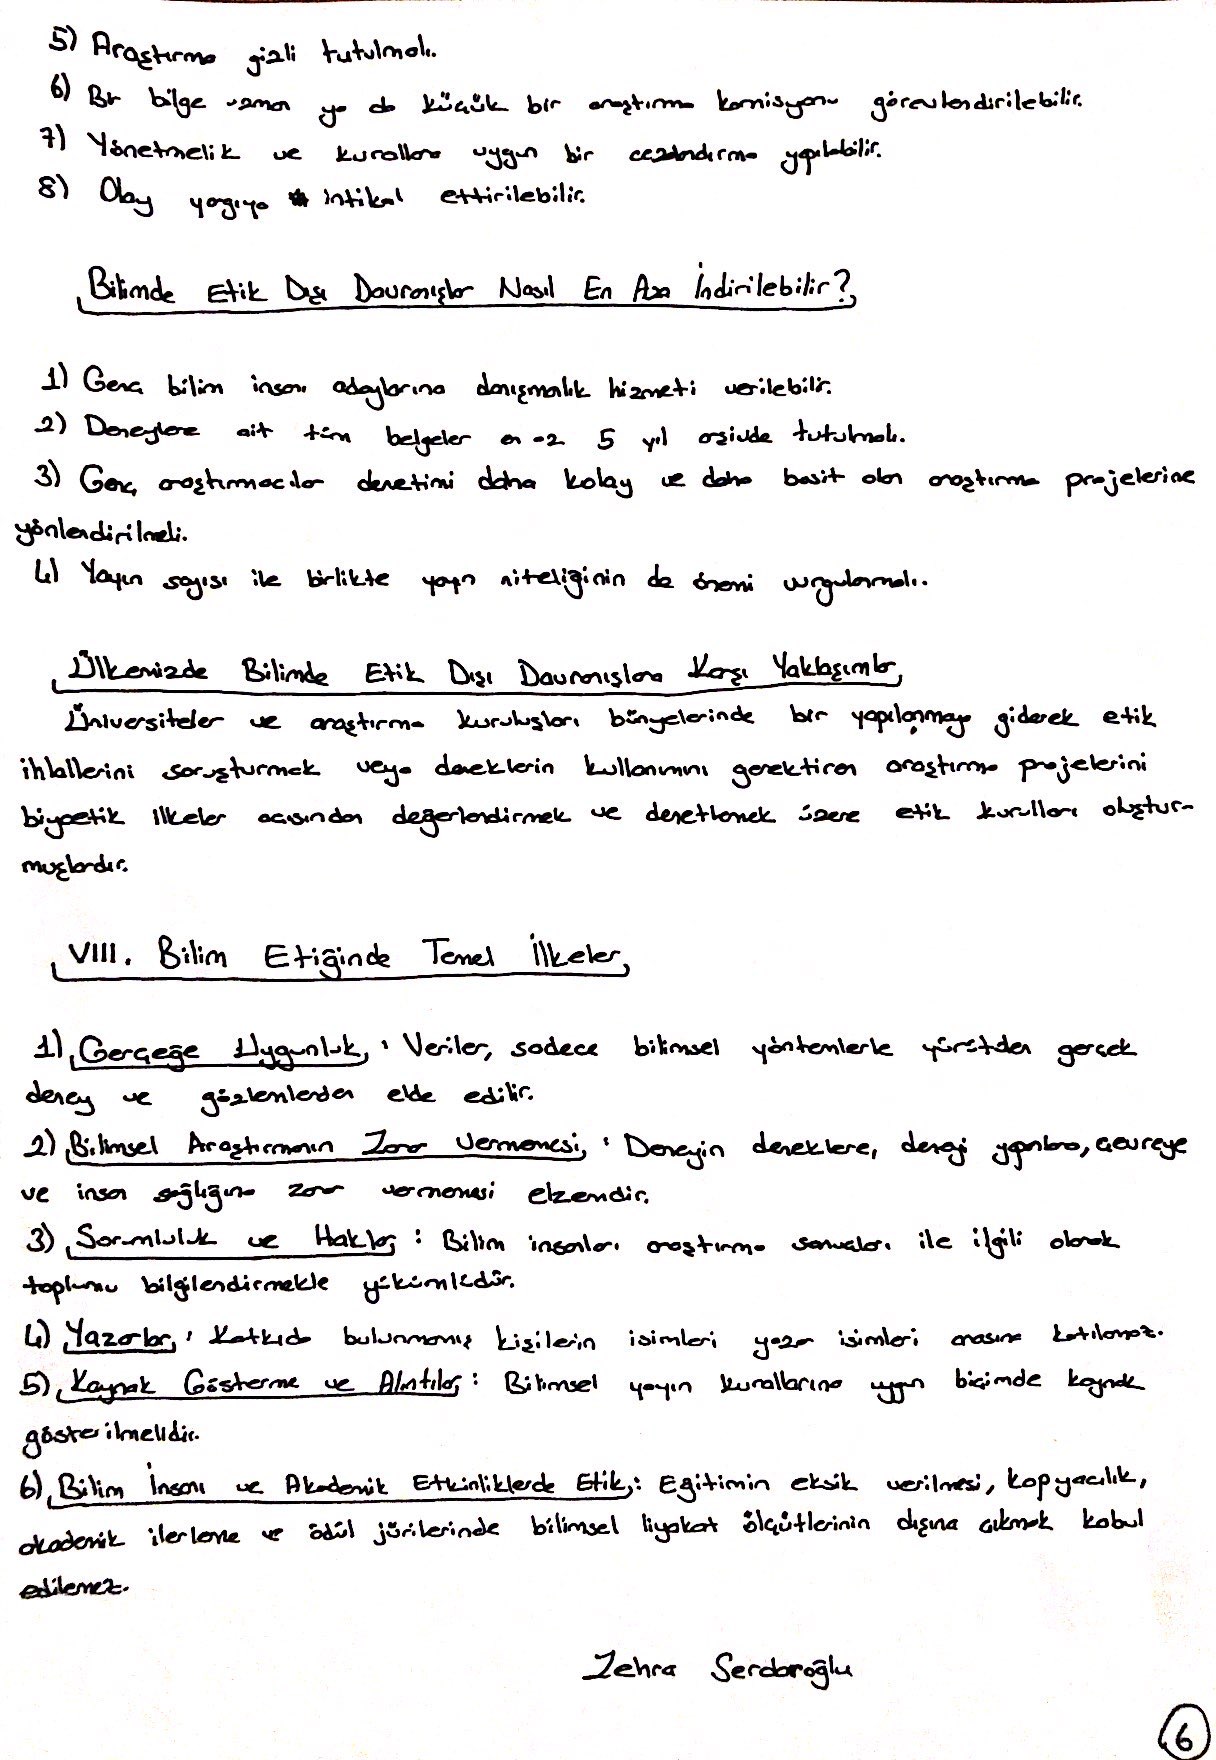 5) Araştırma gizli tutulmalı.
6) Bir bilge uzman ya da küçük bir araştırma komisyonu görevlendirilebilir.
7) Yönetmelik ve kurallara uygun bir cezalandırma yapılabilir.
8) Olay yargıya intikal ettirilebilir.
Bilimde Etik Dışı Davranışlar Nasıl En Aza İndirilebilir?
1) Genç bilim insanı adaylarına danışmanlık hizmeti verilebilir.
2) Deneylere ait tüm belgeler en az 5 yıl arşivde tutulmalı.
3) Genç araştırmacılar denetimi daha kolay ve daha basit olan araştırma projelerine
yönlendirilmeli.
4) Yayın sayısı ile birlikte yayın niteliğinin de önemi vurgulanmalı.
Ülkemizde Bilimde Etik Dışı Davranışlara Karşı Yaklaşımlar
Üniversiteler ve araştırma kuruluşları bünyelerinde bir yapılanmaya giderek etik
ihlallerini soruşturmak veya deneklerin kullanımını gerektiren araştırma projelerini
biyoetik ilkeler açısından değerlendirmek ve denetlemek üzere etik kurulları oluştur-
muşlardır.
VIII. Bilim Etiğinde Temel İlkeler
1) Gerçeğe Uygunluk : Veriler, sadece bilimsel yöntemlerle yürütülen gerçek
deney ve gözlemlerden elde edilir.
2) Bilimsel Araştırmanın Zarar Vermemesi : Deneyin deneklere, deneyi yapanlara, çevreye
ve insan sağlığına zarar vermemesi elzemdir.
3) Sorumluluk ve Haklar : Bilim insanları araştırma sonuçları ile ilgili olarak
toplumu bilgilendirmekle yükümlüdür.
4) Yazarlar : Katkıda bulunmamış kişilerin isimleri yazar isimleri arasına katılamaz.
5) Kaynak Gösterme ve Alıntılar : Bilimsel yayın kurallarına uygun biçimde kaynak
gösterilmelidir.
6) Bilim İnsanı ve Akademik Etkinliklerde Etik : Eğitimin eksik verilmesi, kopyacılık,
akademik ilerleme ve ödül jürilerinde bilimsel liyakat ölçütlerinin dışına çıkmak kabul
edilemez.
Zehra Serdaroğlu
6